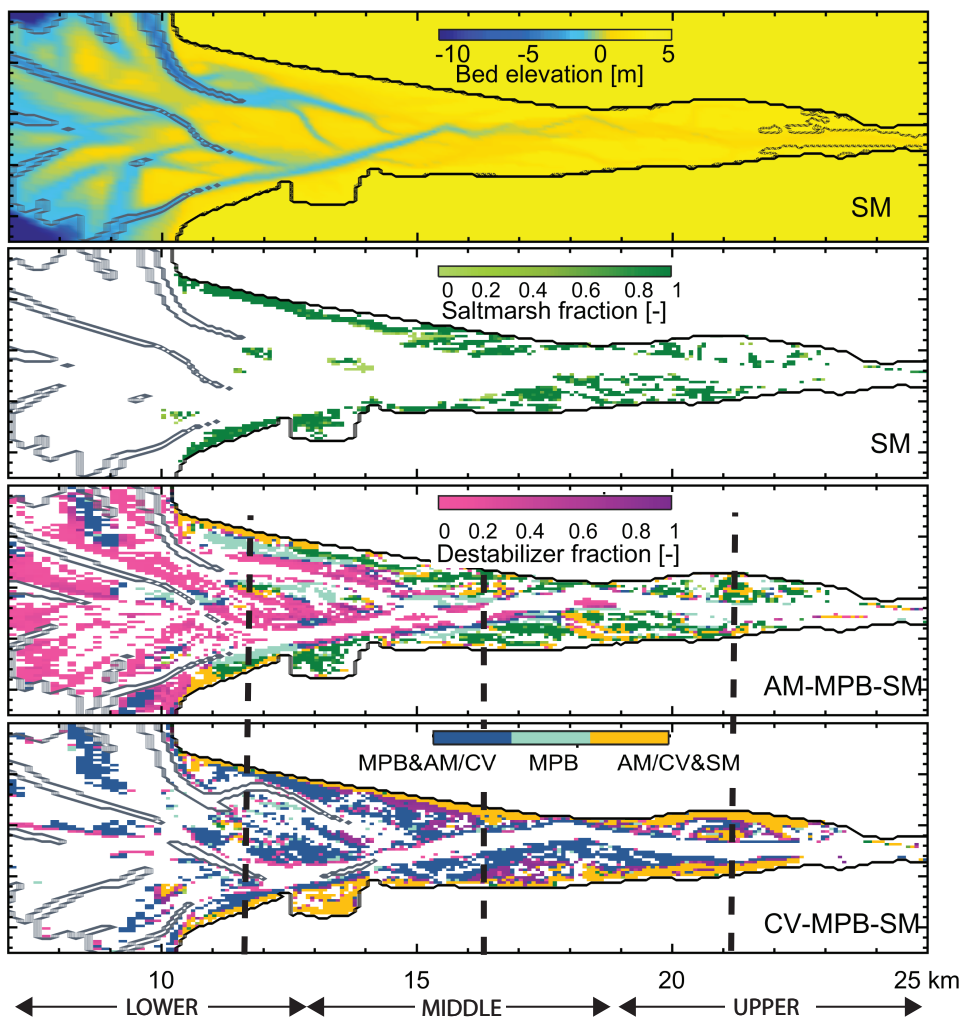 -10 -5 0 5
Bed elevation [m]
SM
0 0.2 0.4 0.6 0.8 1
Saltmarsh fraction [-]
SM
0 0.2 0.4 0.6 0.8 1
Destabilizer fraction [-]
AM-MPB-SM
MPB&AM/CV MPB AM/CV&SM
CV-MPB-SM
10 15 20 25 km
LOWER MIDDLE UPPER